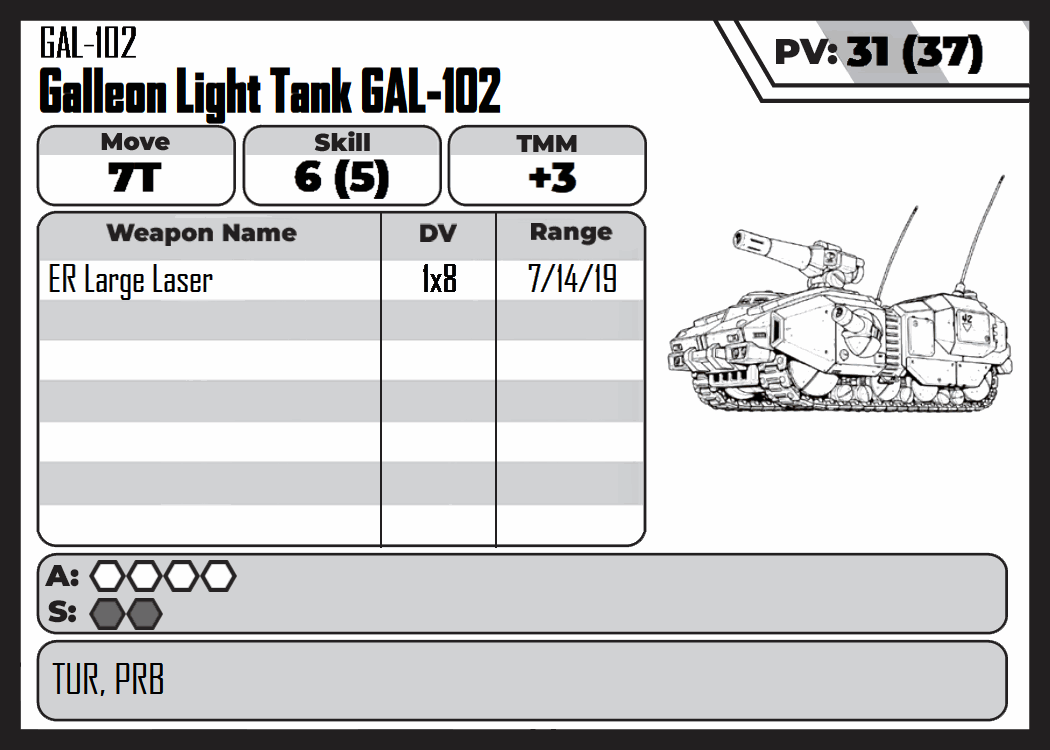 GAL-102
Galleon Light Tank GAL-102
PV: 31 (37)
Move Skill TMM
7T 6 (5) +3
Weapon Name DV Range
ER Large Laser 1x8 7/14/19
A:
S:
TUR, PRB